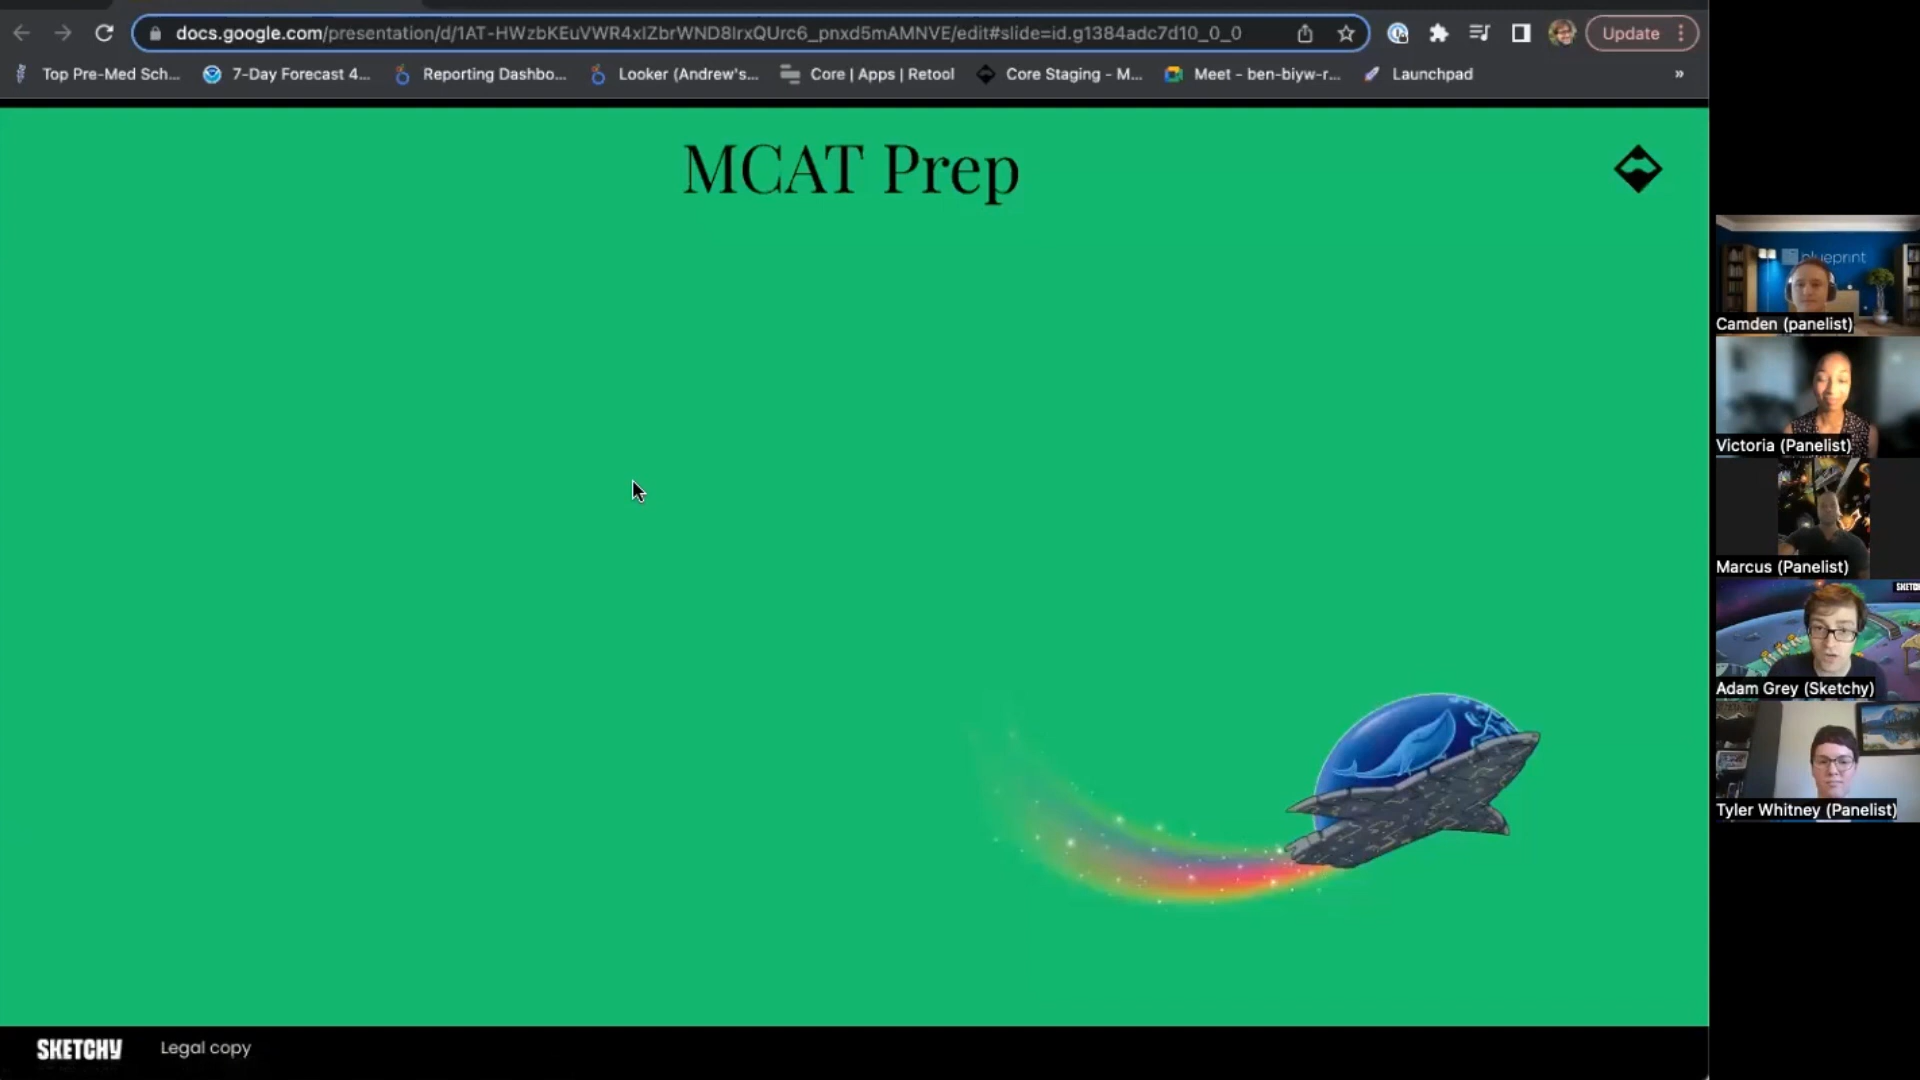 docs.google.com/presentation/d/1AT-HWzbKEuVWR4xIZbrWND8lrxQUrc6_pnxd5mAMNVE/edit#slide=id.g1384adc7d10_0_0
Update
Top Pre-Med Sch...
7-Day Forecast 4...
Reporting Dashbo...
Looker (Andrew's...
Core | Apps | Retool
Core Staging - M...
Meet - ben-biyw-r...
Launchpad
»
MCAT Prep
blueprint
Camden (panelist)
Victoria (Panelist)
Marcus (Panelist)
Adam Grey (Sketchy)
Tyler Whitney (Panelist)
SKETCHY
Legal copy